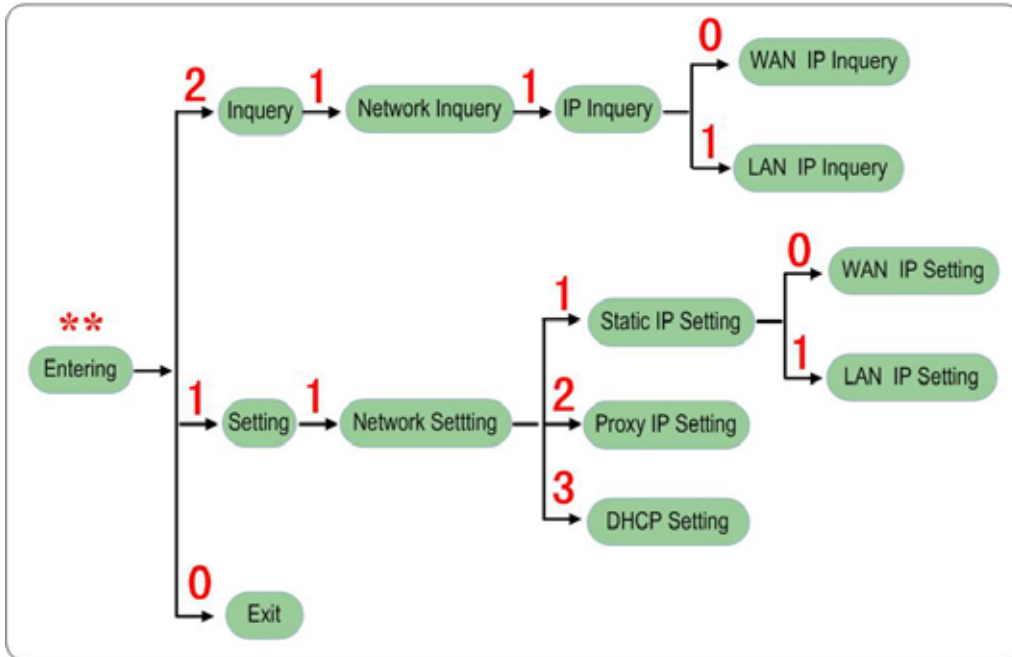 0
WAN IP Inquery
2
1
1
Inquery
Network Inquery
IP Inquery
1
LAN IP Inquery
0
WAN IP Setting
1
Static IP Setting
**
Entering
1
LAN IP Setting
1
1
Setting
Network Settting
2
Proxy IP Setting
3
DHCP Setting
0
Exit